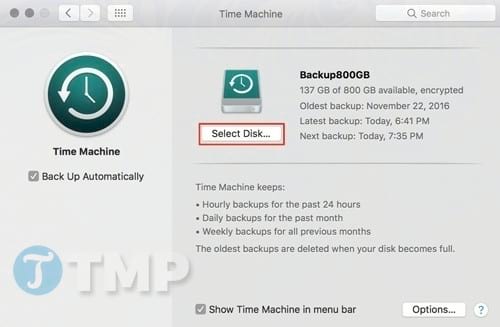 Time Machine
Search
Backup800GB
137 GB of 800 GB available, encrypted
Oldest backup: November 22, 2016
Latest backup: Today, 6:41 PM
Next backup: Today, 7:35 PM
Select Disk...
Time Machine
Back Up Automatically
Time Machine keeps:
• Hourly backups for the past 24 hours
• Daily backups for the past month
• Weekly backups for all previous months
The oldest backups are deleted when your disk becomes full.
T TMP
Show Time Machine in menu bar
Options...
?